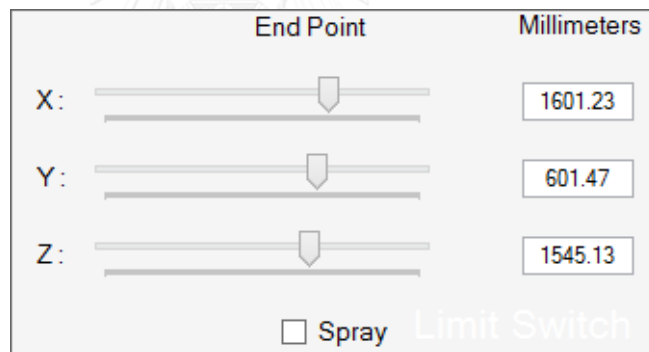 End Point Millimeters
X: 1601.23
Y: 601.47
Z: 1545.13
Spray Limit Switch